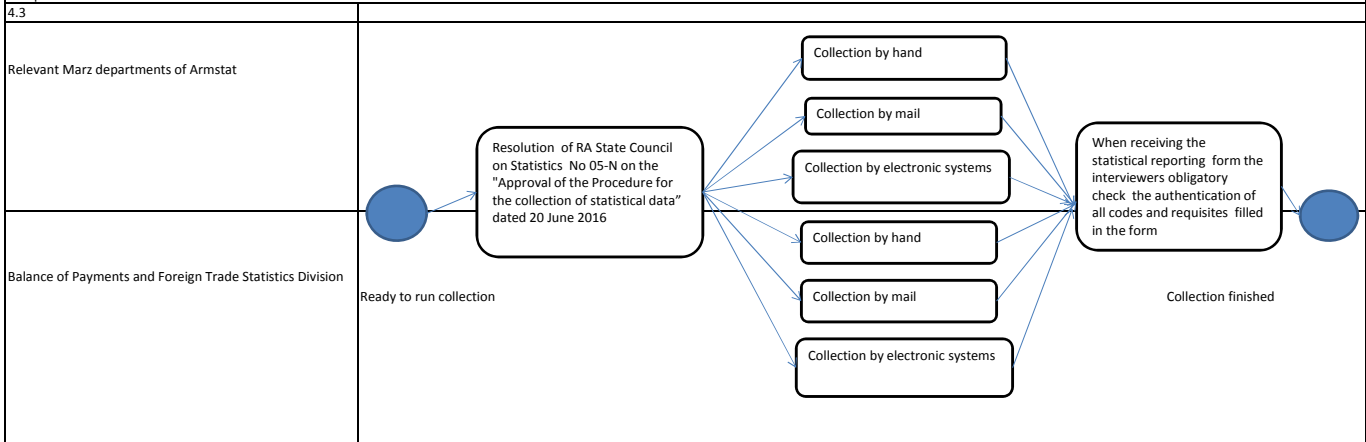 4.3
Relevant Marz departments of Armstat
Collection by hand
Collection by mail
Collection by electronic systems
Resolution of RA State Council
on Statistics No 05-N on the
"Approval of the Procedure for
the collection of statistical data”
dated 20 June 2016
When receiving the
statistical reporting form the
interviewers obligatory
check the authentication of
all codes and requisites filled
in the form
Balance of Payments and Foreign Trade Statistics Division
Ready to run collection
Collection by hand
Collection by mail
Collection by electronic systems
Collection finished